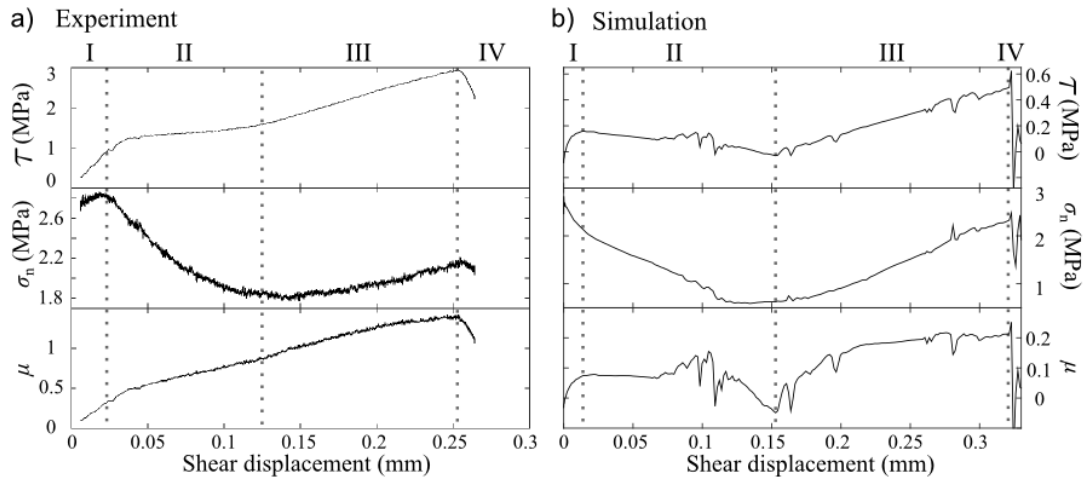 a) Experiment
I II III IV
3
2
1
0
τ (MPa)
2.6
2.2
1.8
σn (MPa)
1
0.5
0
μ
0 0.05 0.1 0.15 0.2 0.25 0.3
Shear displacement (mm)
b) Simulation
I II III IV
0.6
0.4
0.2
0
τ (MPa)
3
2
1
σn (MPa)
0.2
0.1
0
μ
0 0.05 0.1 0.15 0.2 0.25 0.3
Shear displacement (mm)